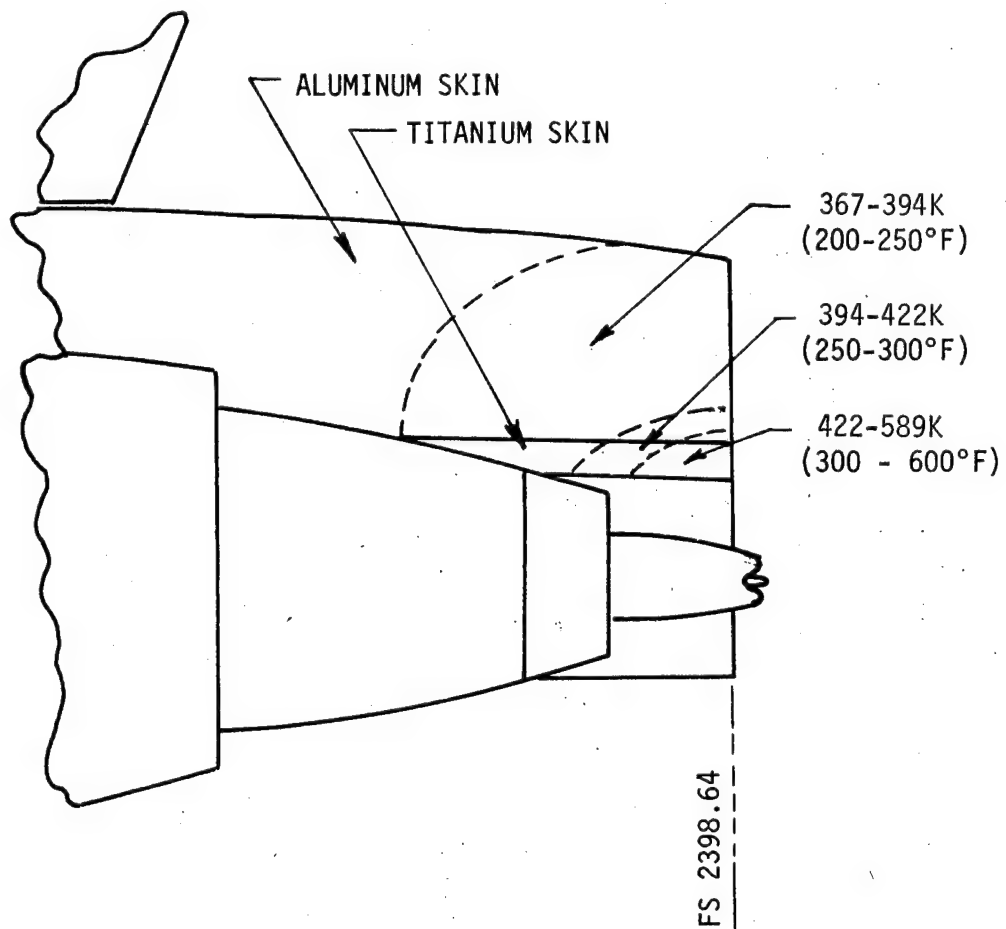 ALUMINUM SKIN
TITANIUM SKIN
367-394K
(200-250°F)
394-422K
(250-300°F)
422-589K
(300 - 600°F)
FS 2398.64